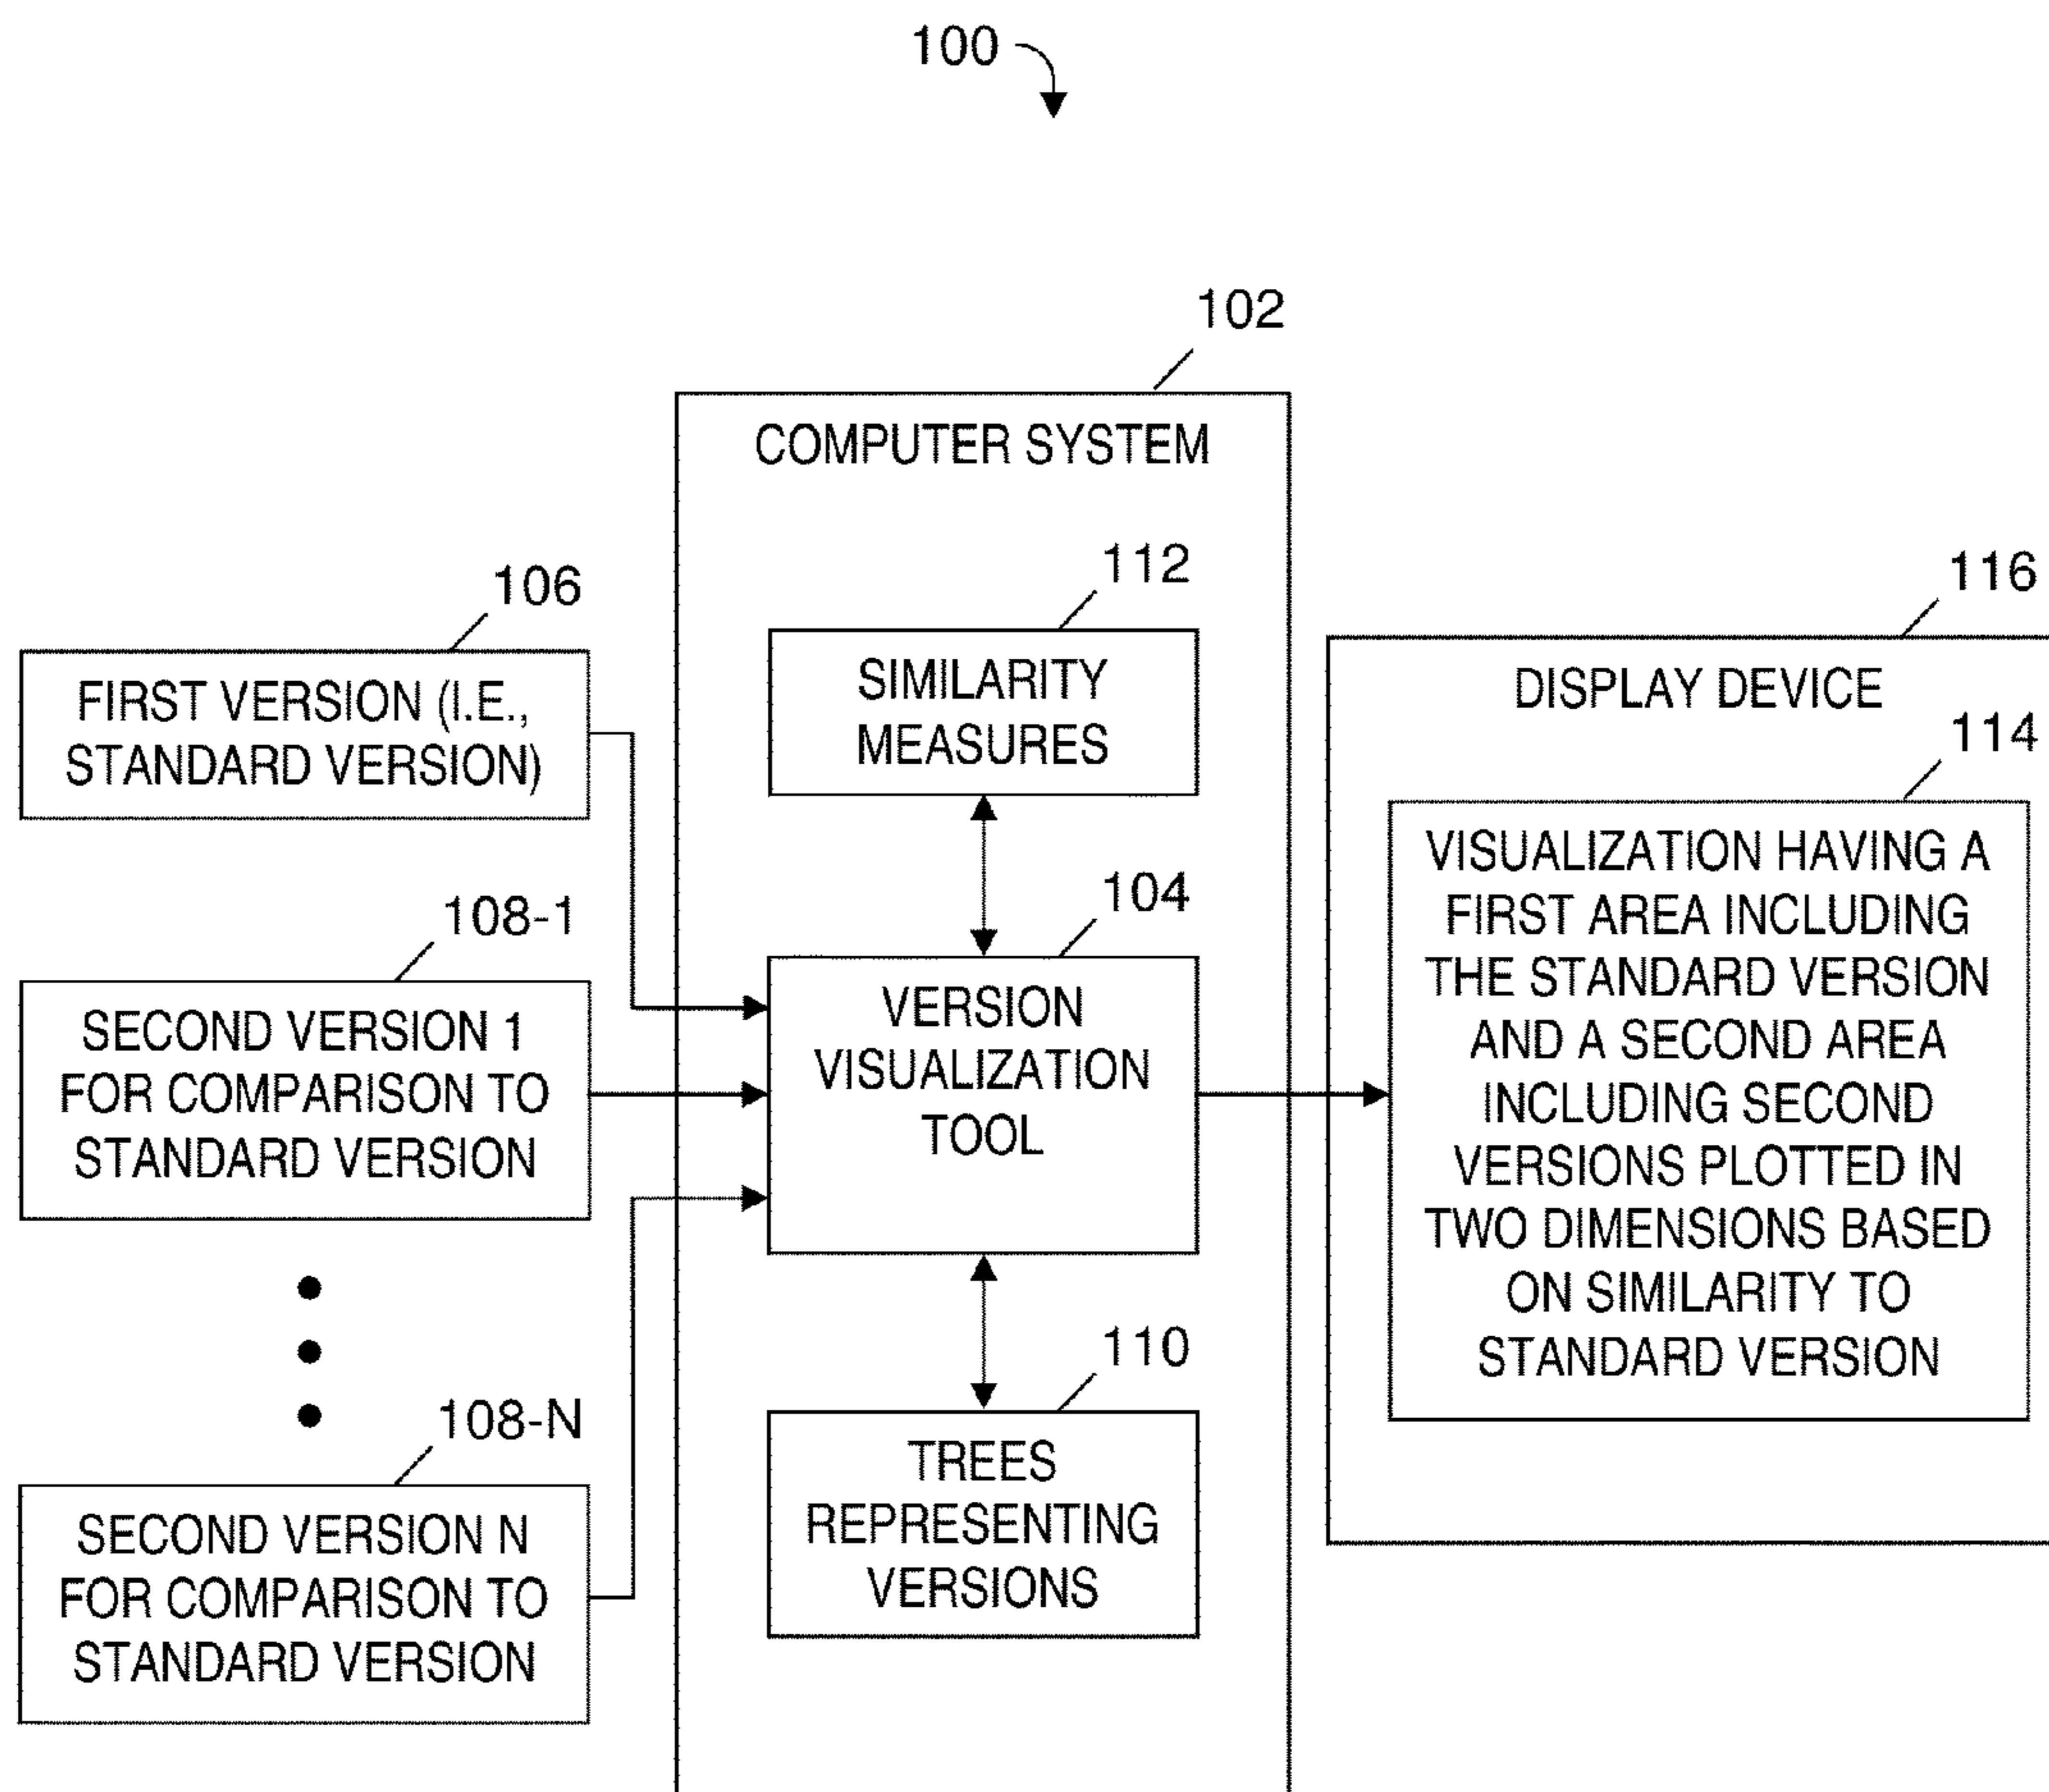 100
102
COMPUTER SYSTEM
106
FIRST VERSION (I.E.,
STANDARD VERSION)
108-1
SECOND VERSION 1
FOR COMPARISON TO
STANDARD VERSION
108-N
SECOND VERSION N
FOR COMPARISON TO
STANDARD VERSION
112
SIMILARITY
MEASURES
104
VERSION
VISUALIZATION
TOOL
110
TREES
REPRESENTING
VERSIONS
116
DISPLAY DEVICE
114
VISUALIZATION HAVING A
FIRST AREA INCLUDING
THE STANDARD VERSION
AND A SECOND AREA
INCLUDING SECOND
VERSIONS PLOTTED IN
TWO DIMENSIONS BASED
ON SIMILARITY TO
STANDARD VERSION